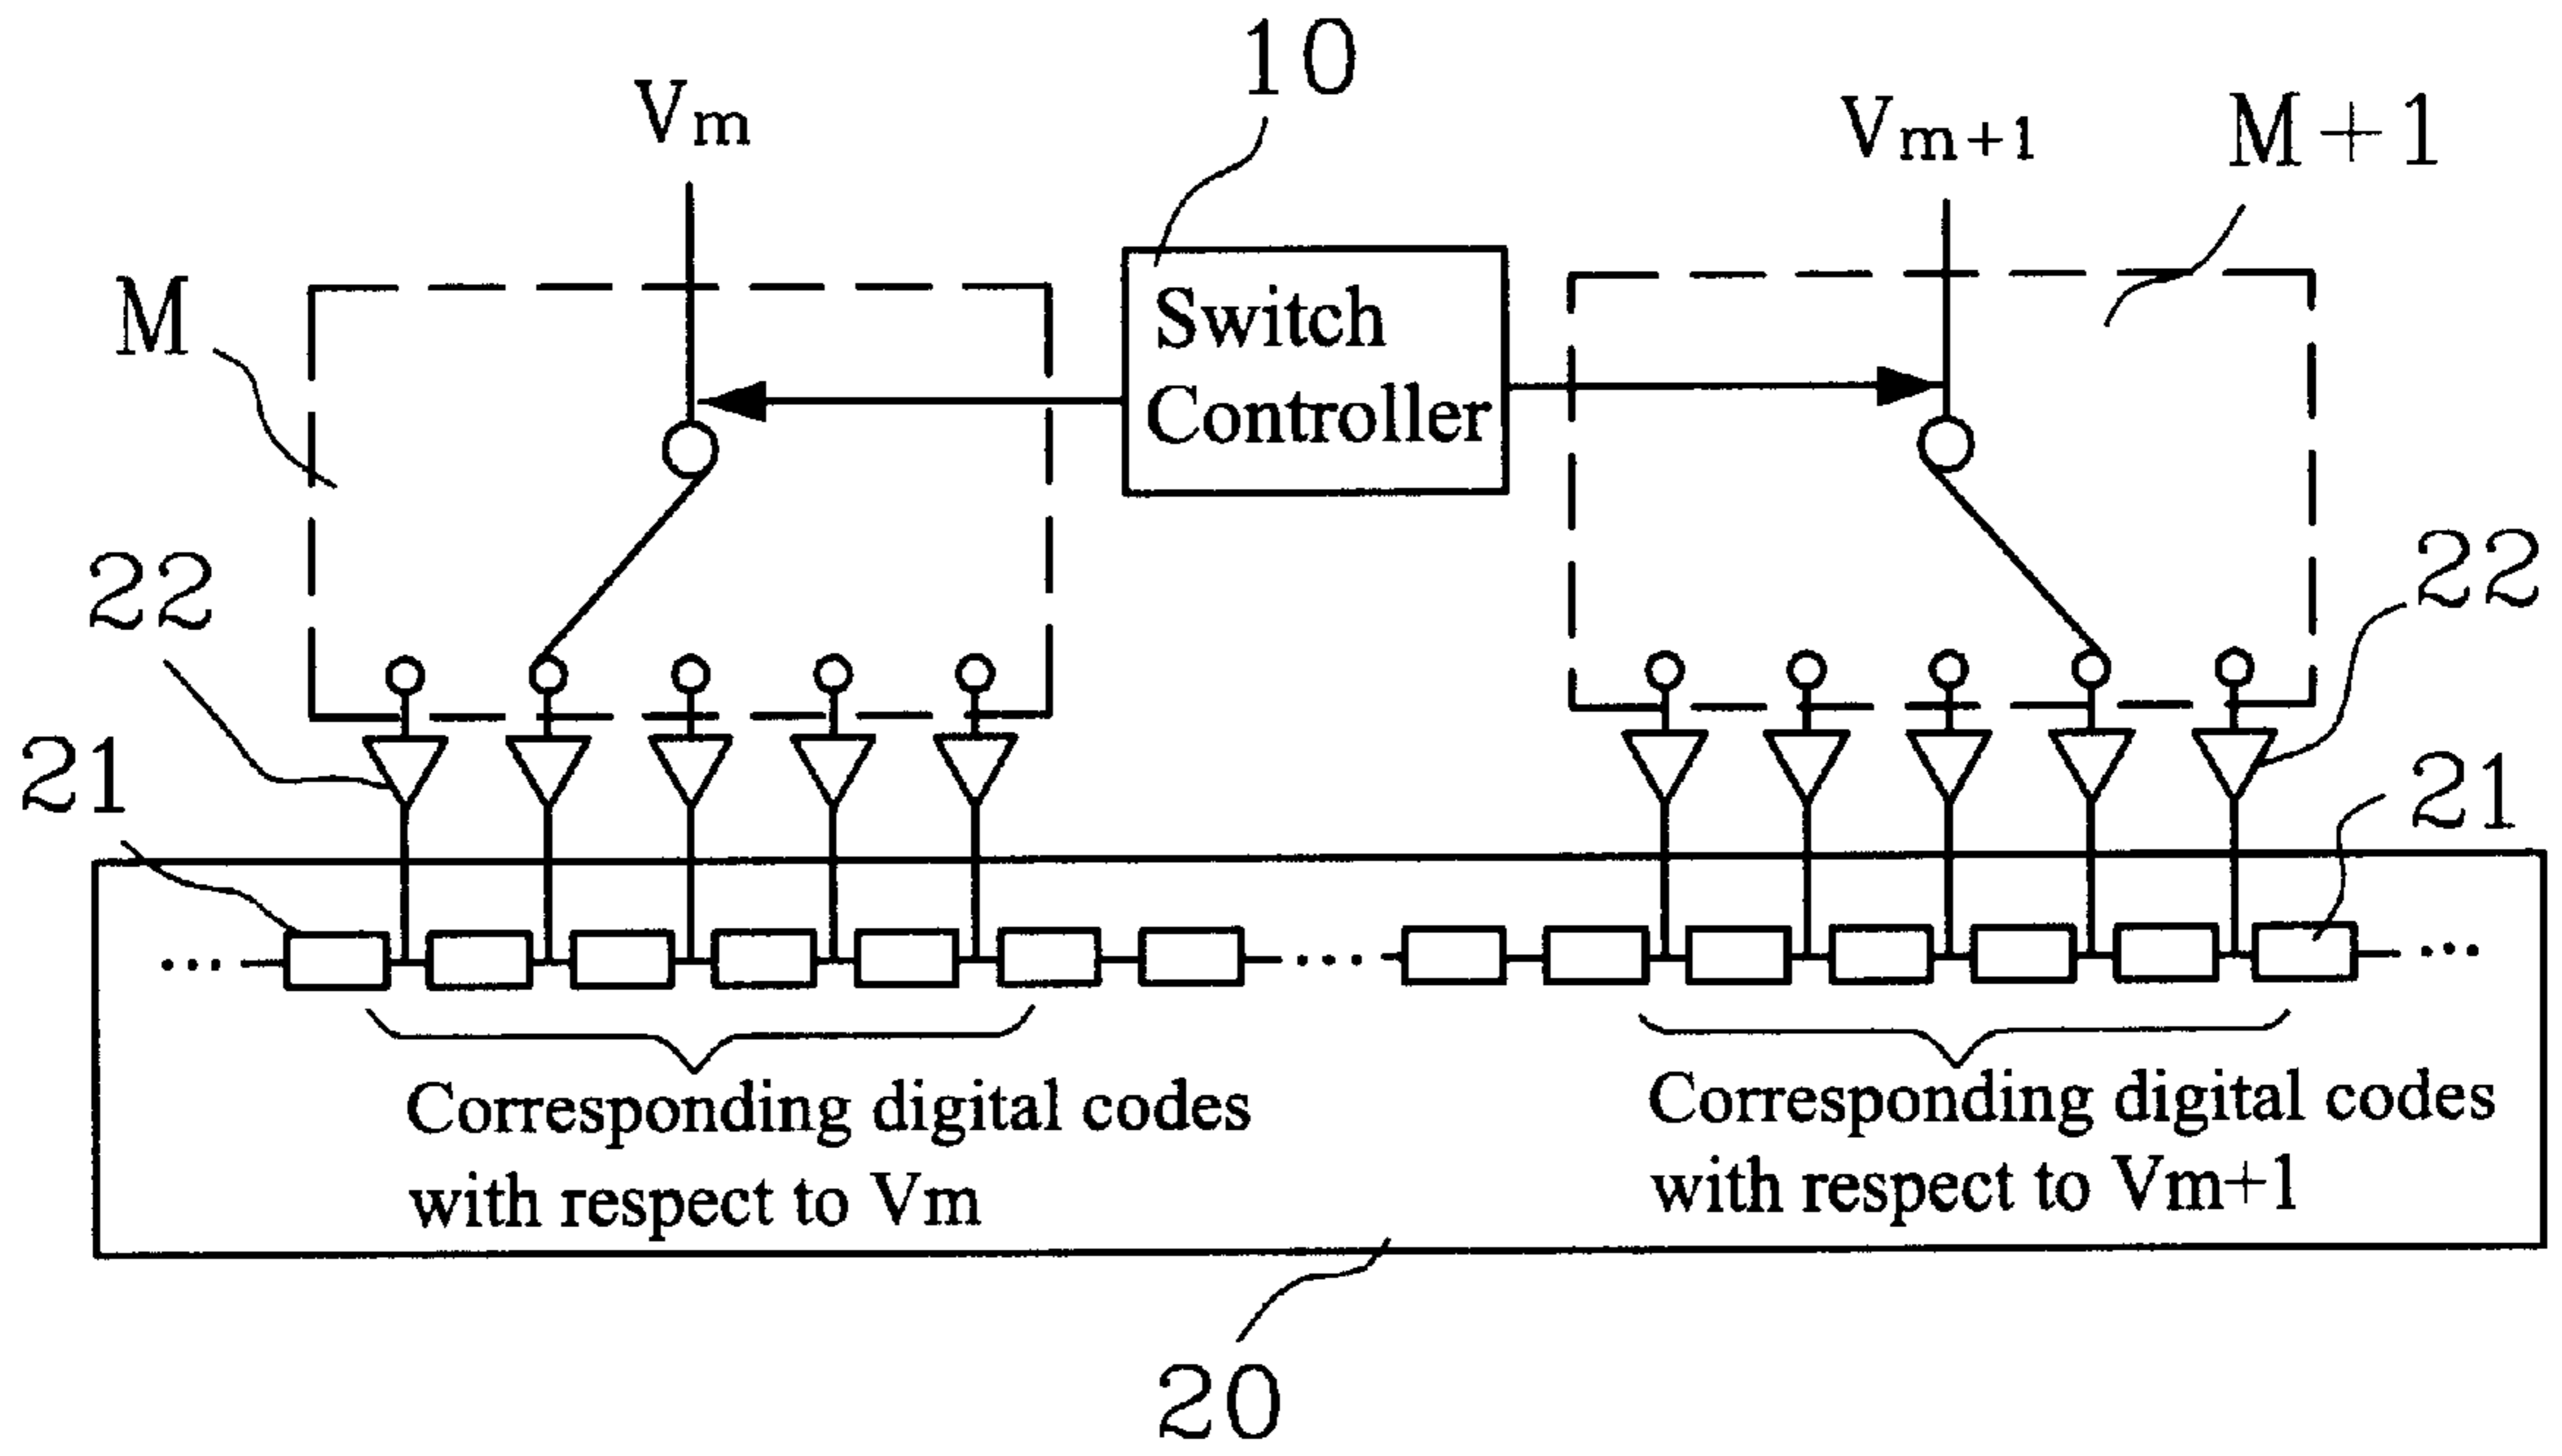 10
Vm
Vm+1
M+1
M
Switch
Controller
22
22
21
21
Corresponding digital codes
with respect to Vm
Corresponding digital codes
with respect to Vm+1
20